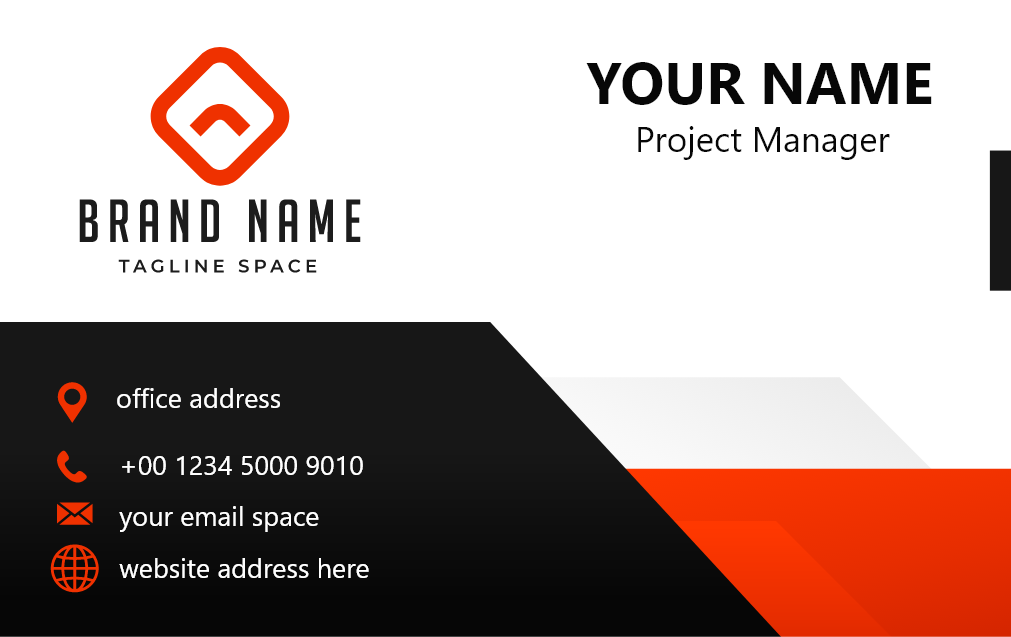 BRAND NAME
TAGLINE SPACE
YOUR NAME
Project Manager
office address
+00 1234 5000 9010
your email space
website address here